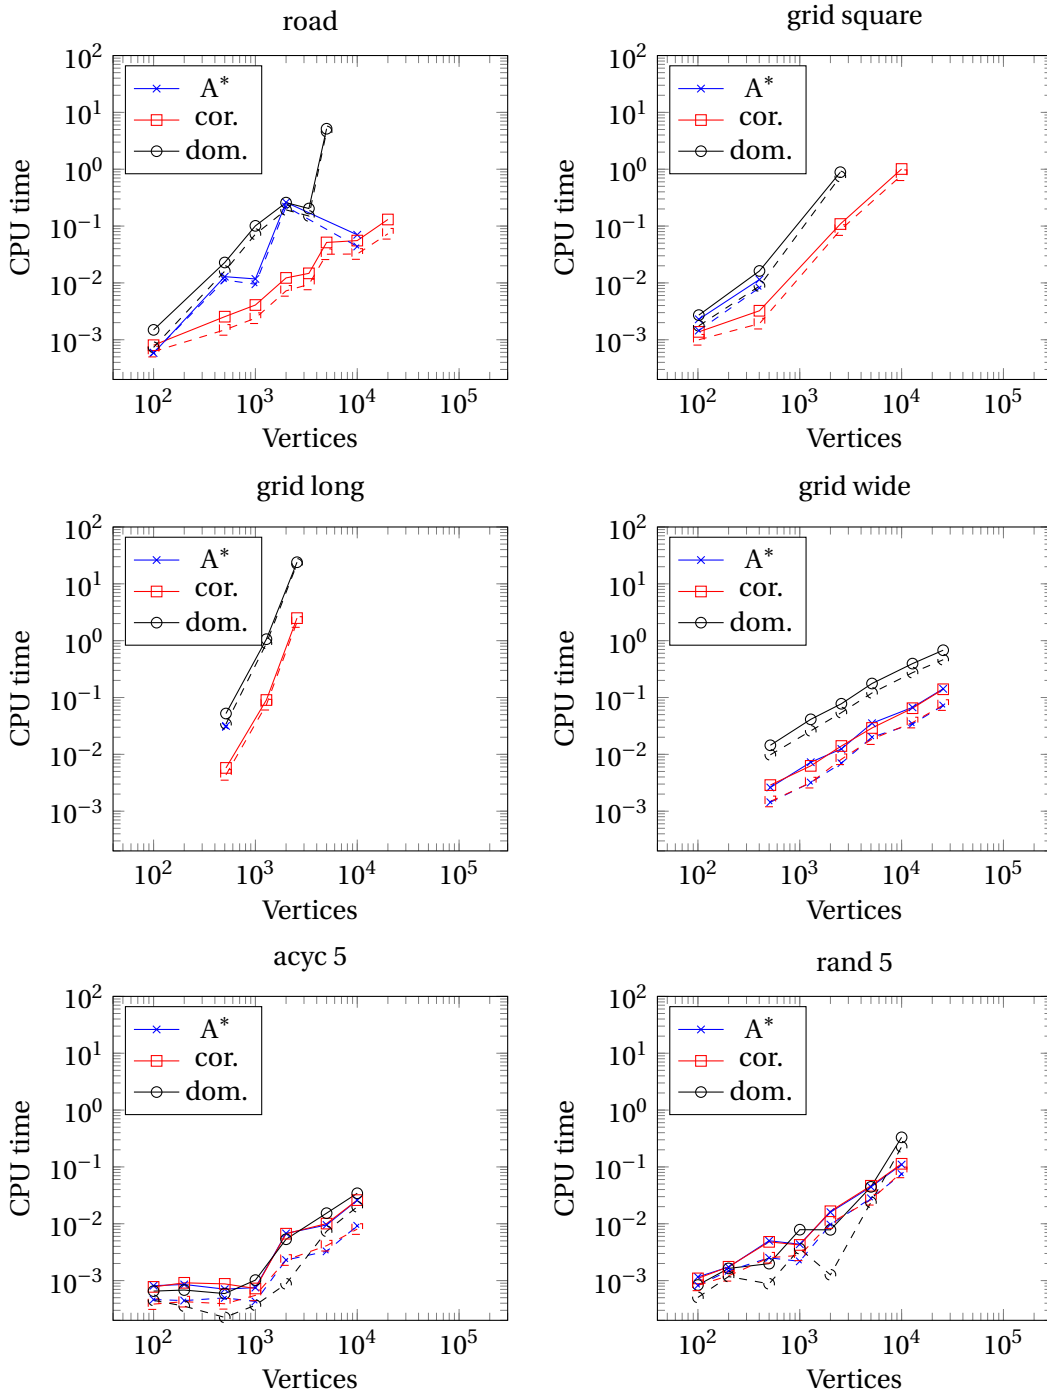 road
10^2
10^1
10^0
10^−1
10^−2
10^−3
CPU time
A*
cor.
dom.
10^2
10^3
10^4
10^5
Vertices
grid square
10^2
10^1
10^0
10^−1
10^−2
10^−3
CPU time
A*
cor.
dom.
10^2
10^3
10^4
10^5
Vertices
grid long
10^2
10^1
10^0
10^−1
10^−2
10^−3
CPU time
A*
cor.
dom.
10^2
10^3
10^4
10^5
Vertices
grid wide
10^2
10^1
10^0
10^−1
10^−2
10^−3
CPU time
A*
cor.
dom.
10^2
10^3
10^4
10^5
Vertices
acyc 5
10^2
10^1
10^0
10^−1
10^−2
10^−3
CPU time
A*
cor.
dom.
10^2
10^3
10^4
10^5
Vertices
rand 5
10^2
10^1
10^0
10^−1
10^−2
10^−3
CPU time
A*
cor.
dom.
10^2
10^3
10^4
10^5
Vertices